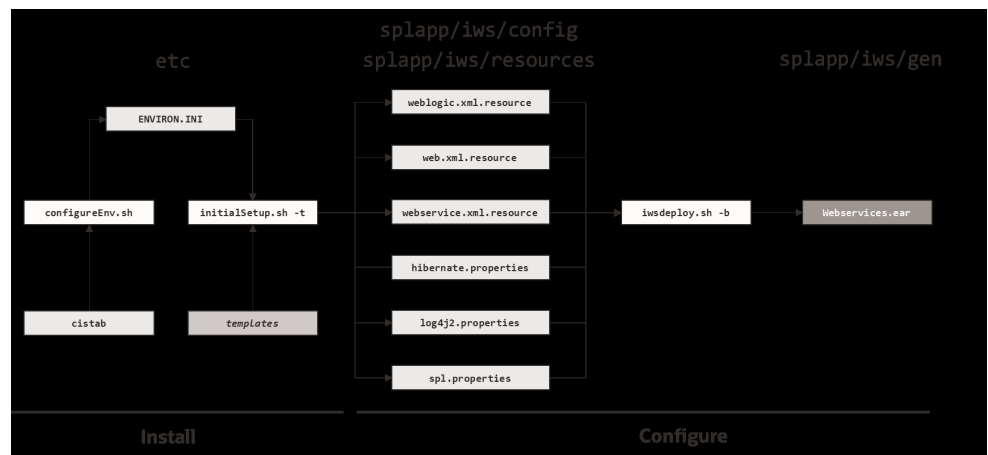 splapp/iws/config
etc
splapp/iws/resources
splapp/iws/gen
weblogic.xml.resource
ENVIRON.INI
web.xml.resource
configureEnv.sh
initialSetup.sh -t
webservice.xml.resource
iwsdeploy.sh -b
Webservices.ear
hibernate.properties
cistab
templates
log4j2.properties
spl.properties
Install
Configure